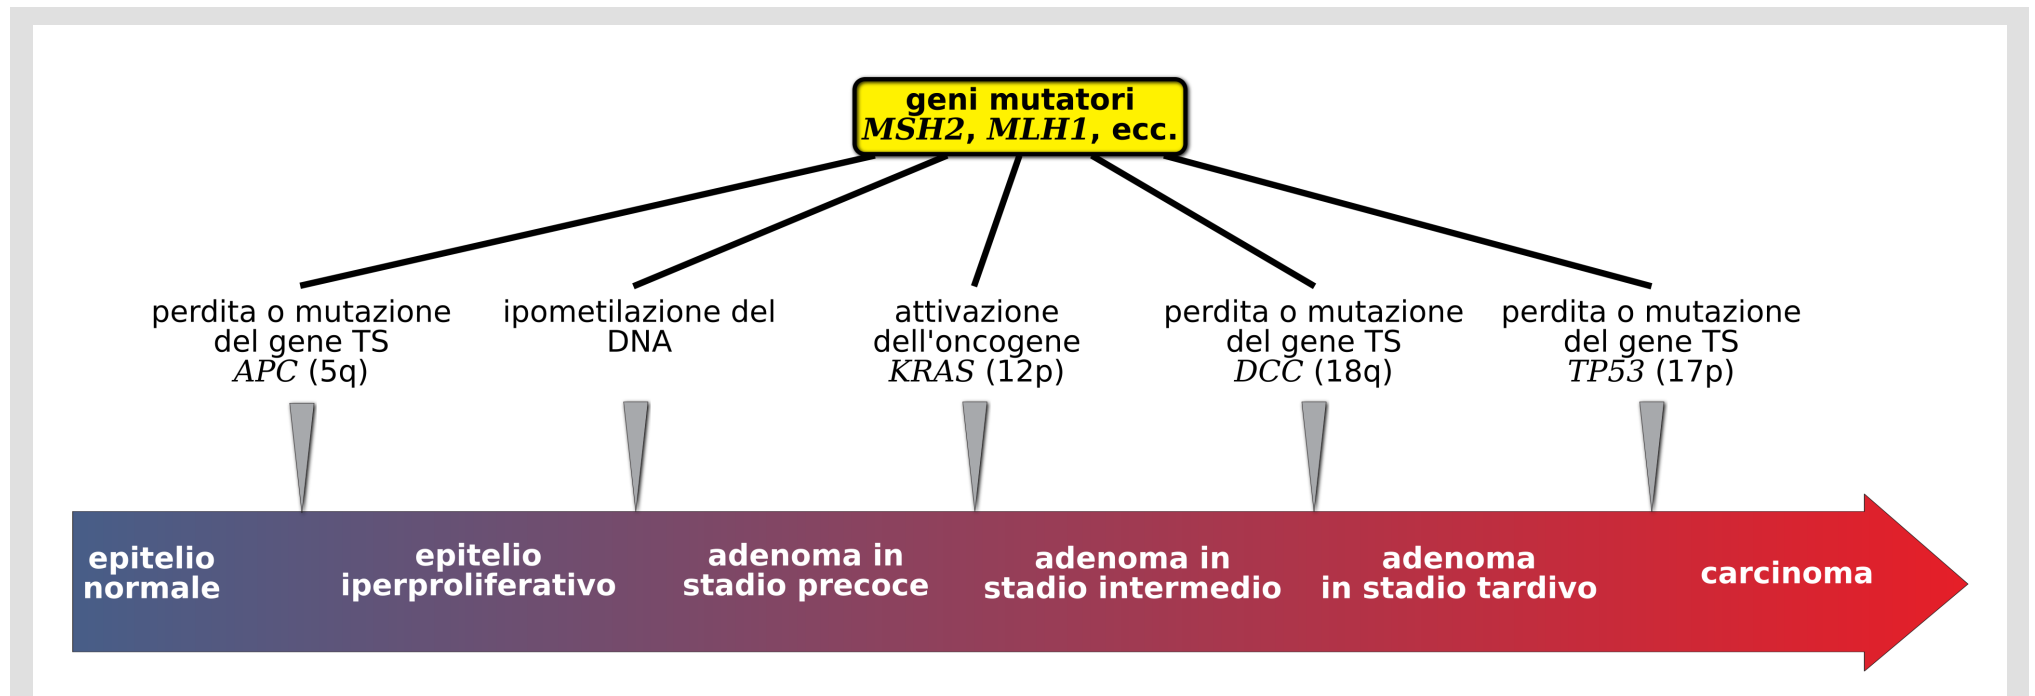 geni mutatori
MSH2, MLH1, ecc.
perdita o mutazione
del gene TS
APC (5q)
ipometilazione del
DNA
attivazione
dell'oncogene
KRAS (12p)
perdita o mutazione
del gene TS
DCC (18q)
perdita o mutazione
del gene TS
TP53 (17p)
epitelio
normale
epitelio
iperproliferativo
adenoma in
stadio precoce
adenoma in
stadio intermedio
adenoma
in stadio tardivo
carcinoma